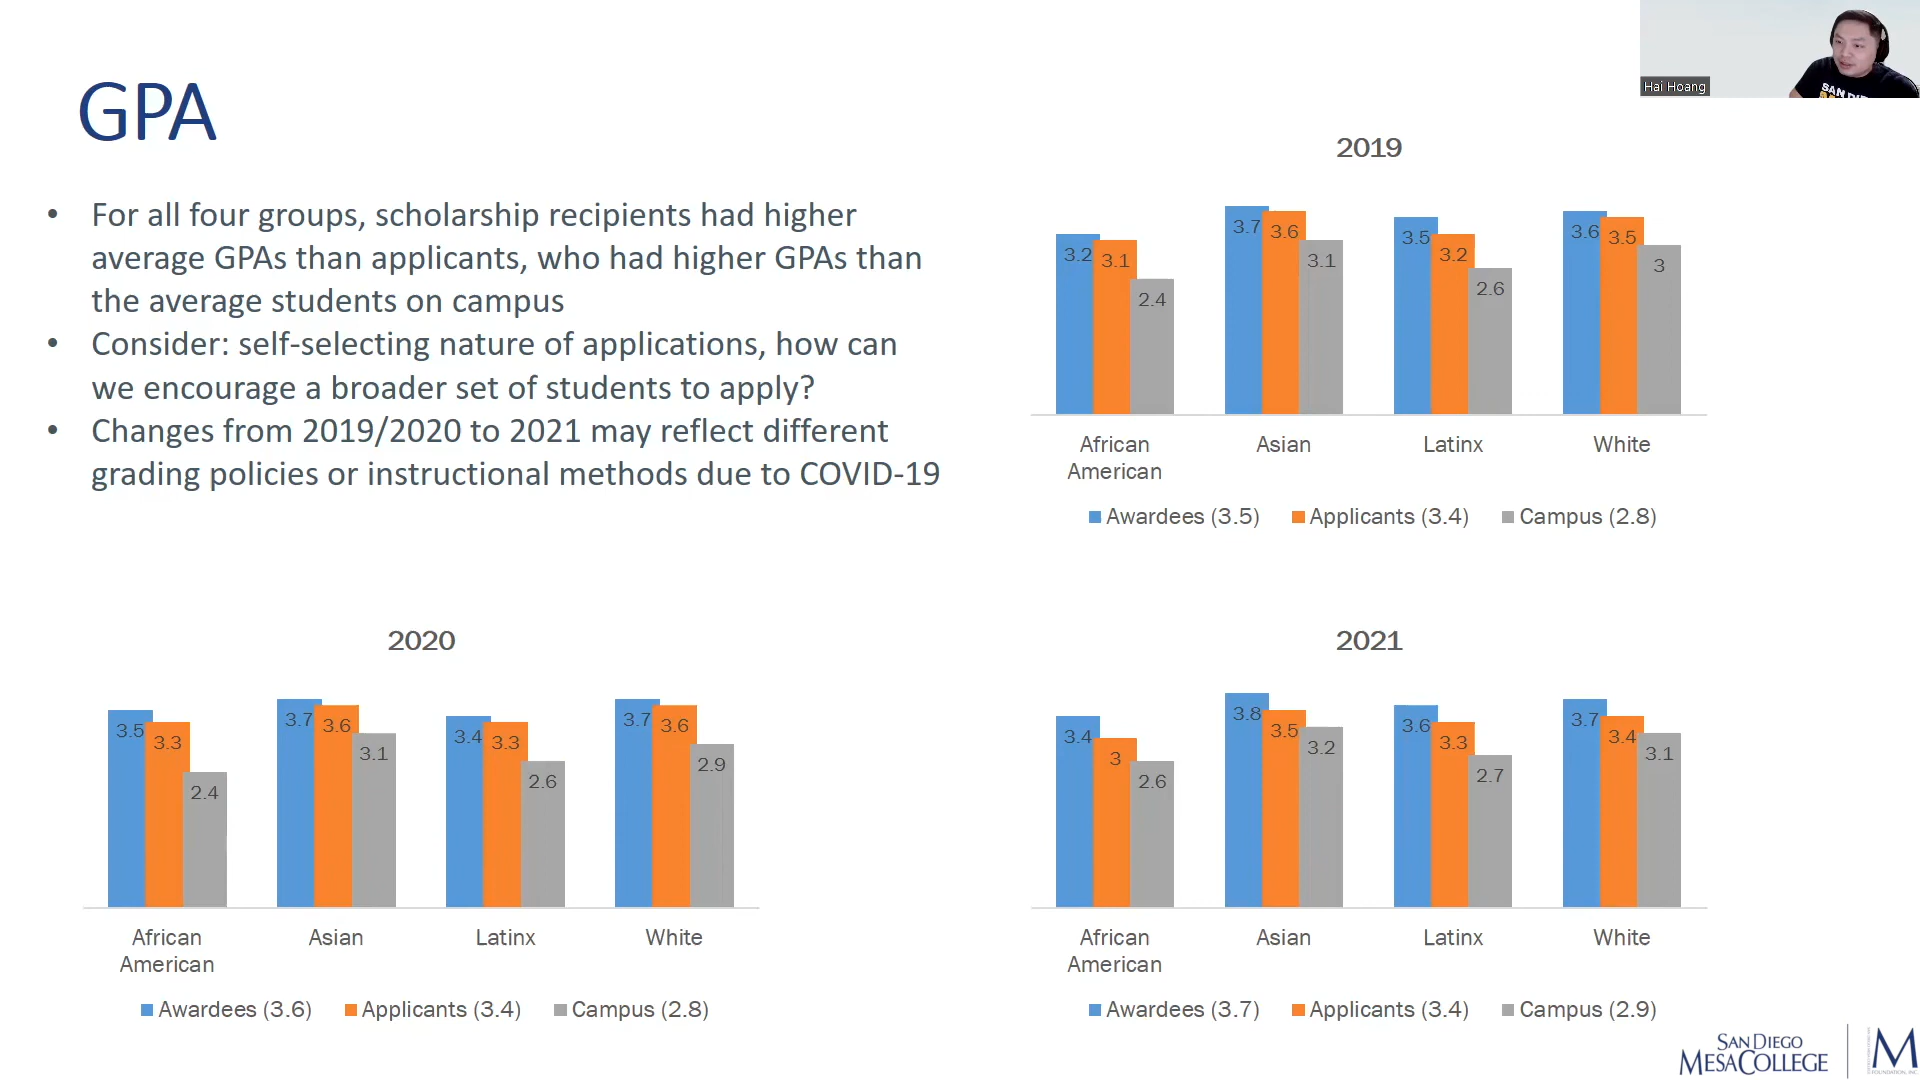 Hai Hoang
GPA
• For all four groups, scholarship recipients had higher
average GPAs than applicants, who had higher GPAs than
the average students on campus
• Consider: self-selecting nature of applications, how can
we encourage a broader set of students to apply?
• Changes from 2019/2020 to 2021 may reflect different
grading policies or instructional methods due to COVID-19
2019
3.2 3.1 2.4 3.7 3.6 3.1 3.5 3.2 2.6 3.6 3.5 3
African American Asian Latinx White
Awardees (3.5) Applicants (3.4) Campus (2.8)
2020
3.5 3.3 2.4 3.7 3.6 3.1 3.4 3.3 2.6 3.7 3.6 2.9
African American Asian Latinx White
Awardees (3.6) Applicants (3.4) Campus (2.8)
2021
3.4 3 2.6 3.8 3.5 3.2 3.6 3.3 2.7 3.7 3.4 3.1
African American Asian Latinx White
Awardees (3.7) Applicants (3.4) Campus (2.9)
SAN DIEGO
MESACOLLEGE
M